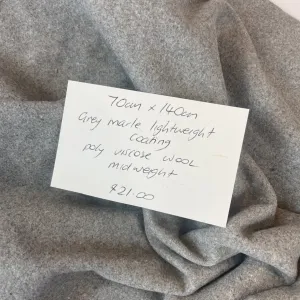 70cm x 140cm
Grey marle lightweight
coating
poly viscose wool
midweight
$21.00